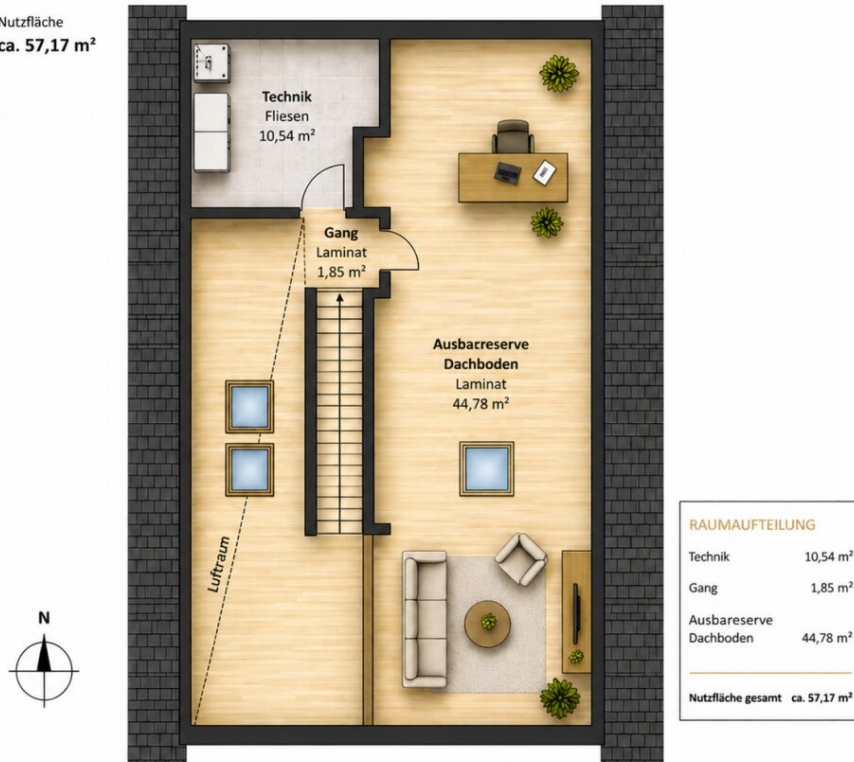 Nutzfläche
ca. 57,17 m²
Technik
Fliesen
10,54 m²
Gang
Laminat
1,85 m²
Ausbacreserve
Dachboden
Laminat
44,78 m²
Luftraum
N
RAUMAUFTEILUNG
Technik 10,54 m²
Gang 1,85 m²
Ausbareserve
Dachboden 44,78 m²
Nutzfläche gesamt ca. 57,17 m²